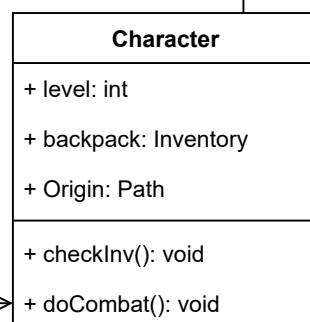 Character
+ level: int
+ backpack: Inventory
+ Origin: Path
+ checkInv(): void
+ doCombat(): void